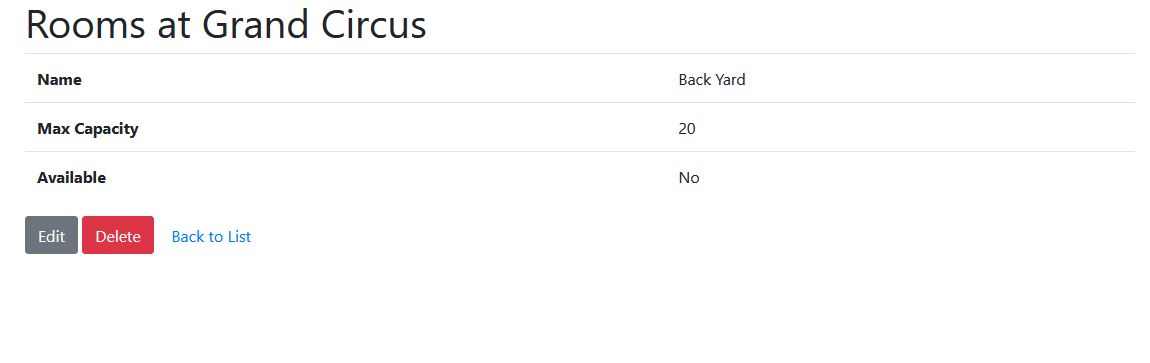 Rooms at Grand Circus
Name Back Yard
Max Capacity 20
Available No
Edit Delete Back to List